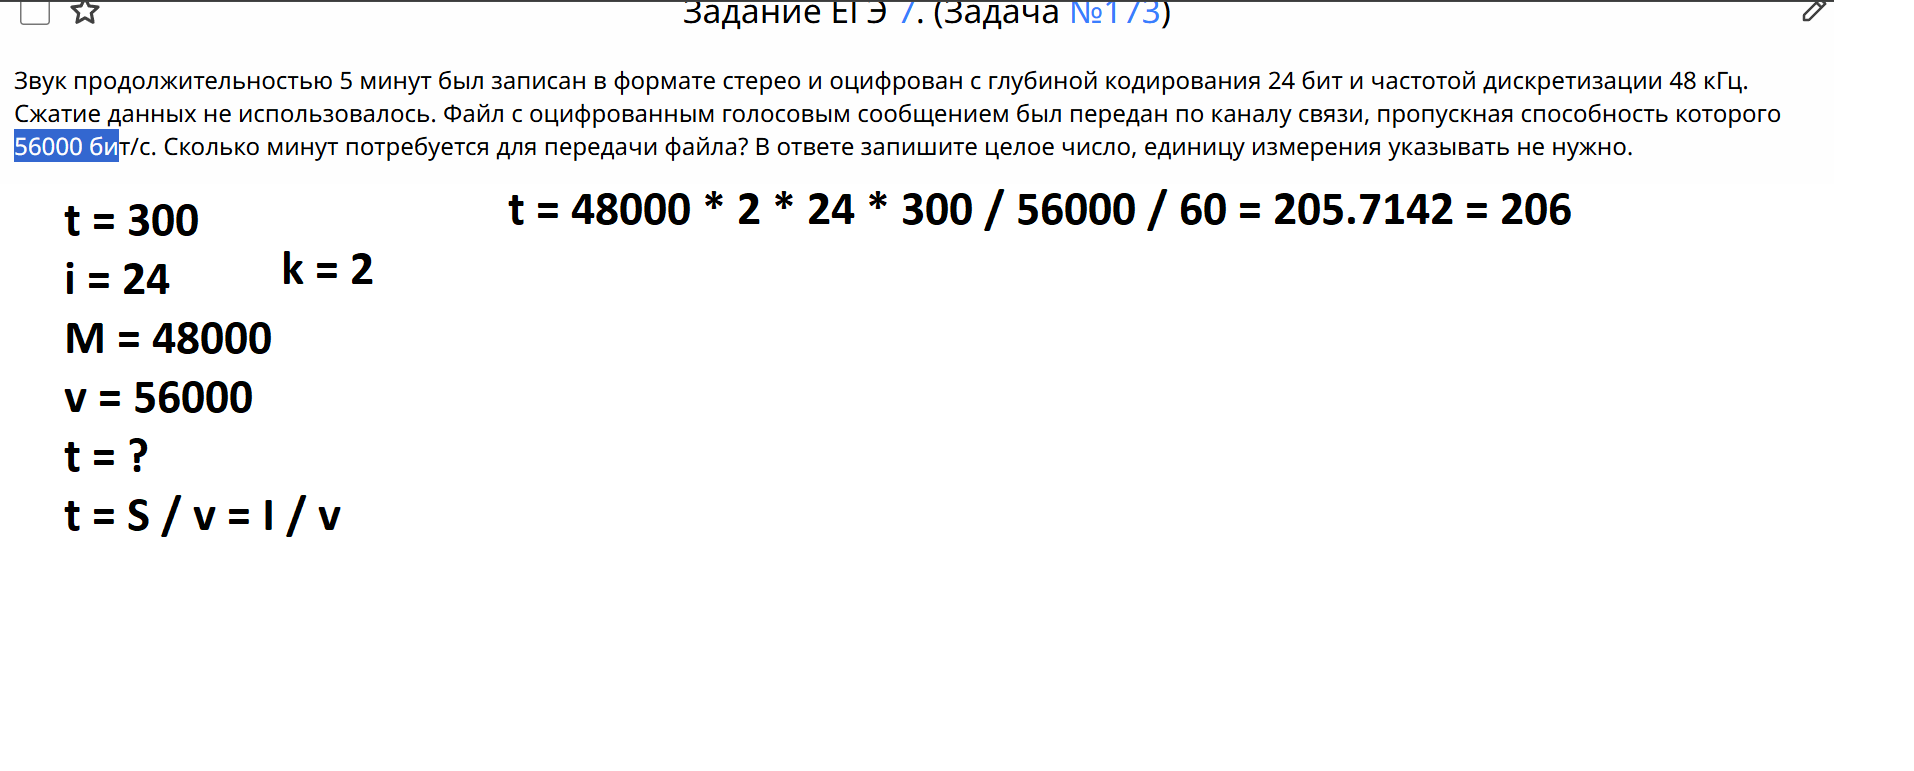 Задание ЕГЭ 7. (Задача №173)
Звук продолжительностью 5 минут был записан в формате стерео и оцифрован с глубиной кодирования 24 бит и частотой дискретизации 48 кГц.
Сжатие данных не использовалось. Файл с оцифрованным голосовым сообщением был передан по каналу связи, пропускная способность которого
56000 бит/с. Сколько минут потребуется для передачи файла? В ответе запишите целое число, единицу измерения указывать не нужно.
t = 300
i = 24
k = 2
M = 48000
v = 56000
t = ?
t = S / v = I / v
t = 48000 * 2 * 24 * 300 / 56000 / 60 = 205.7142 = 206